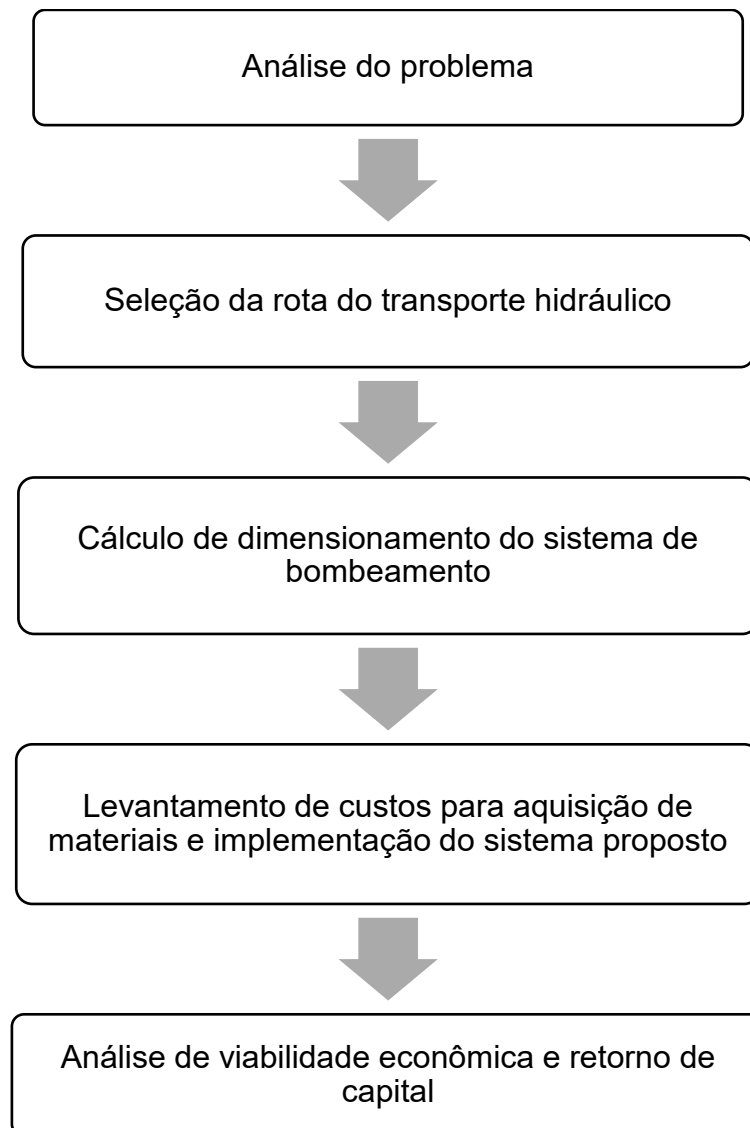 Análise do problema
Seleção da rota do transporte hidráulico
Cálculo de dimensionamento do sistema de
bombeamento
Levantamento de custos para aquisição de
materiais e implementação do sistema proposto
Análise de viabilidade econômica e retorno de
capital